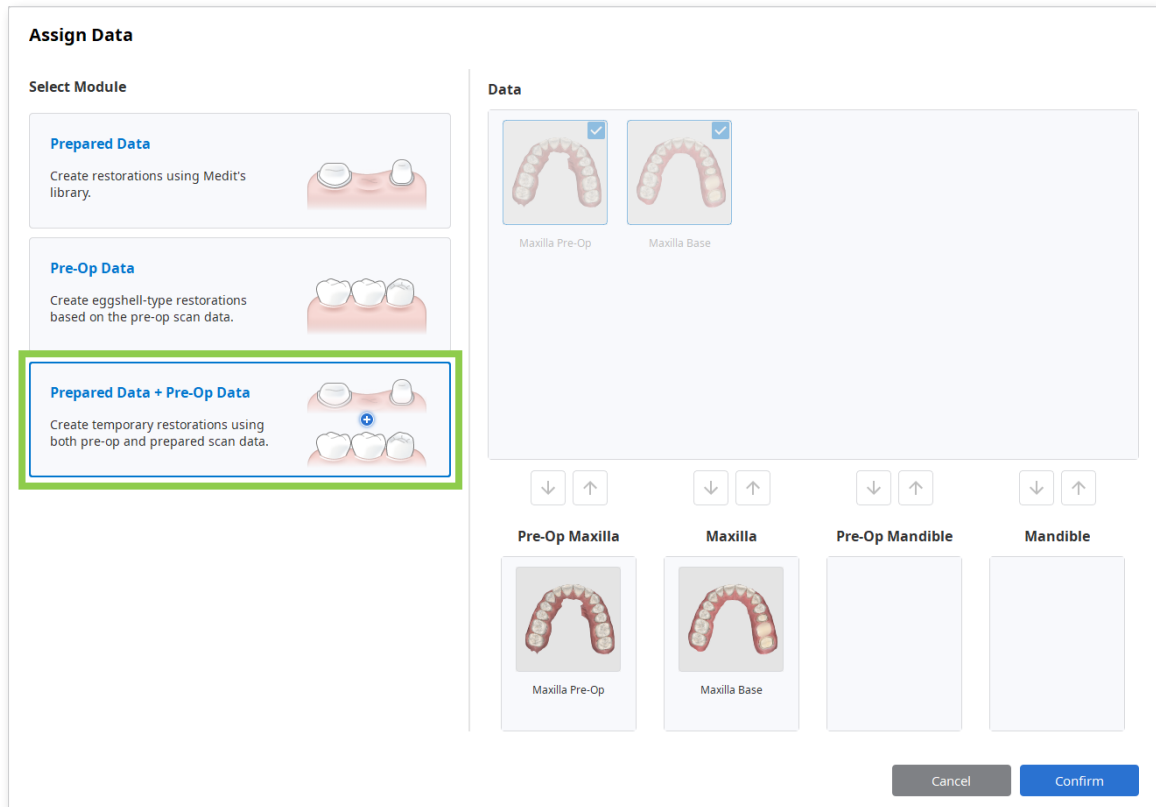 Assign Data
Select Module
Prepared Data
Create restorations using Medit's
library.
Pre-Op Data
Create eggshell-type restorations
based on the pre-op scan data.
Prepared Data + Pre-Op Data
Create temporary restorations using
both pre-op and prepared scan data.
Data
Maxilla Pre-Op
Maxilla Base
Pre-Op Maxilla
Maxilla
Pre-Op Mandible
Mandible
Maxilla Pre-Op
Maxilla Base
Cancel
Confirm